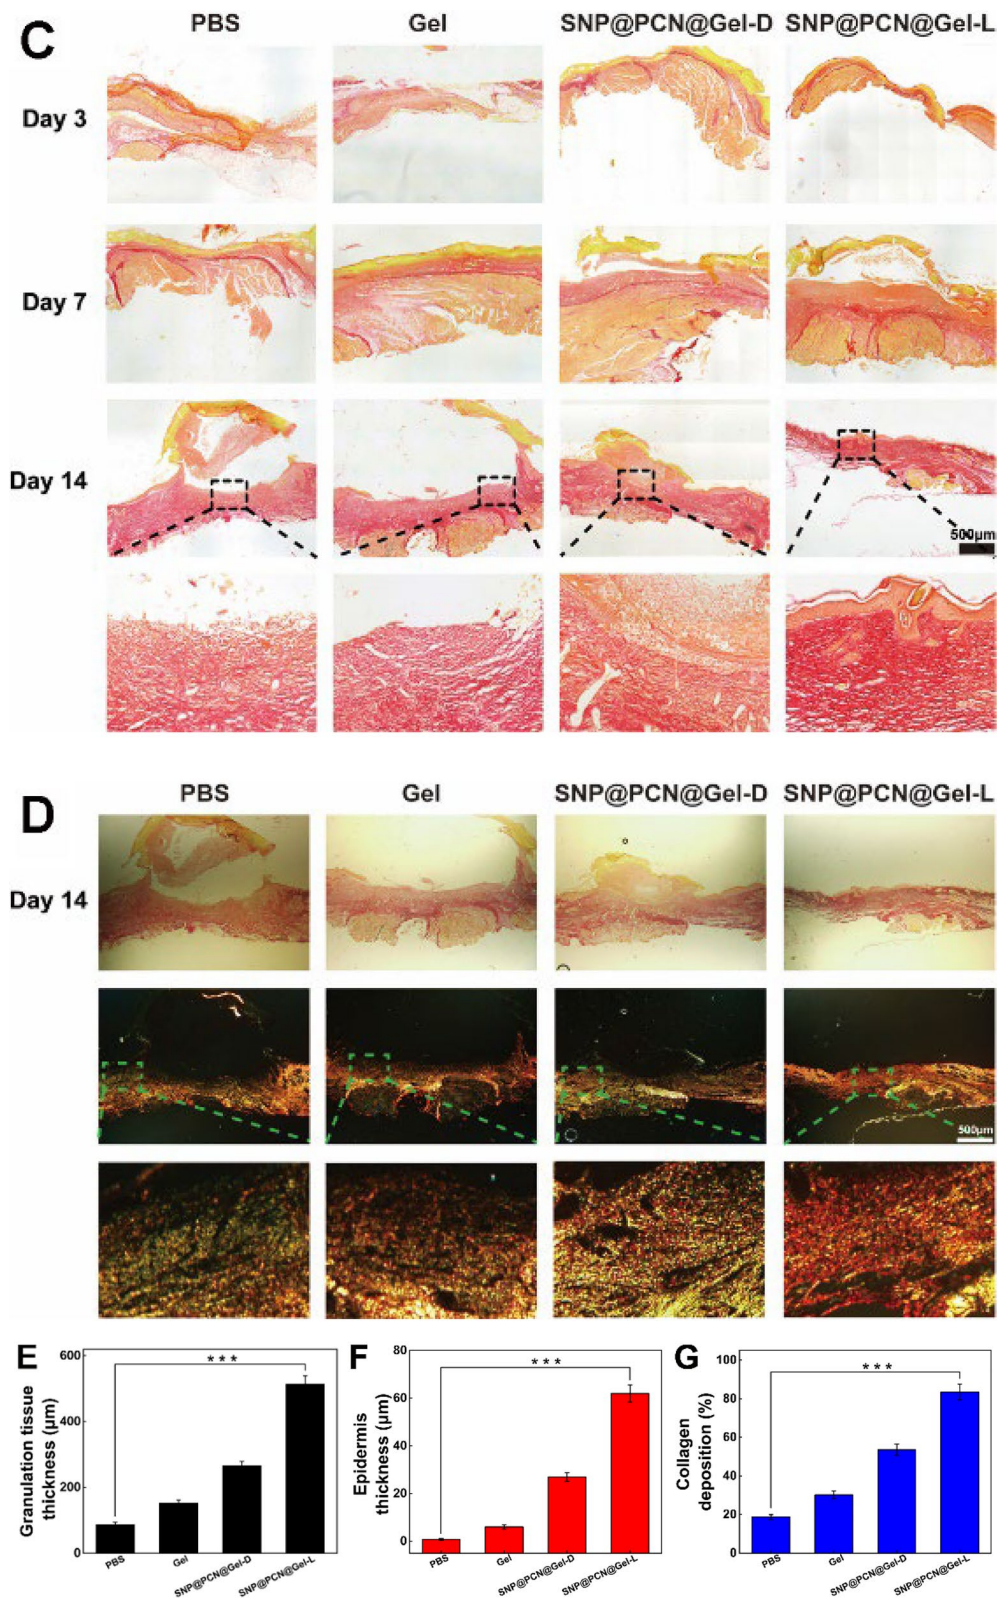 C
PBS Gel SNP@PCN@Gel-D SNP@PCN@Gel-L
Day 3
Day 7
Day 14
500μm
D
PBS Gel SNP@PCN@Gel-D SNP@PCN@Gel-L
Day 14
500μm
E
Granulation tissue
thickness (μm)
600
400
200
0
***
PBS Gel SNP@PCN@Gel-D SNP@PCN@Gel-L
F
Epidermis
thickness (μm)
80
60
40
20
0
***
PBS Gel SNP@PCN@Gel-D SNP@PCN@Gel-L
G
Collagen
deposition (%)
100
80
60
40
20
0
***
PBS Gel SNP@PCN@Gel-D SNP@PCN@Gel-L